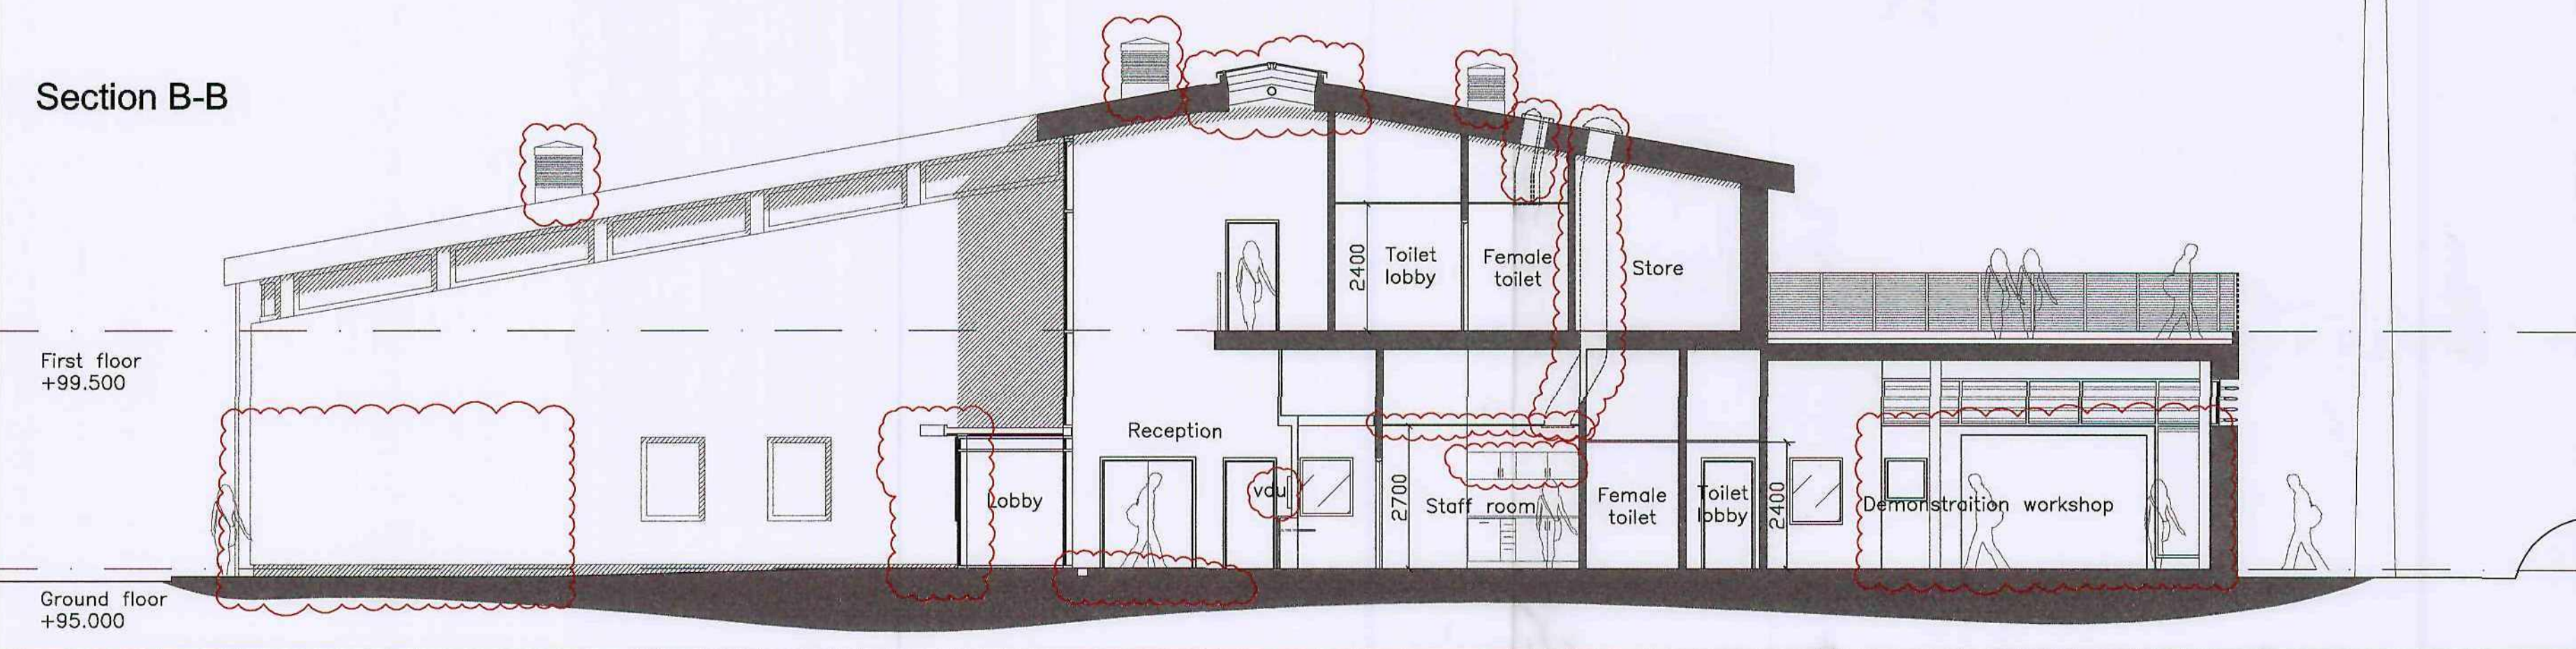 Section B-B
First floor
+99.500
Ground floor
+95.000
2400
Toilet
lobby
Female
toilet
Store
Reception
Lobby
vdu
2700
Staff room
Female
toilet
Toilet
lobby
2400
Demonstraition workshop